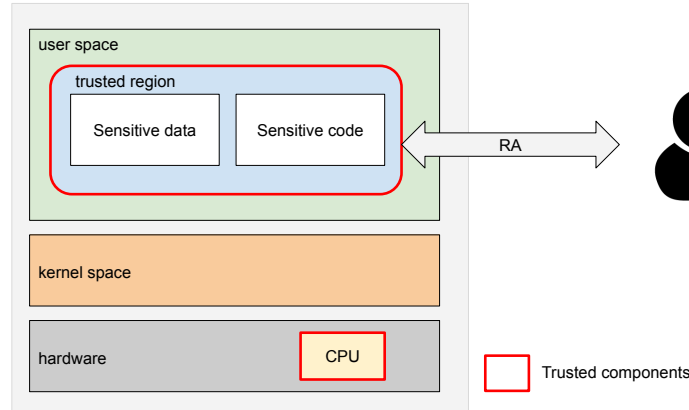 user space
trusted region
Sensitive data
Sensitive code
RA
kernel space
hardware
CPU
Trusted components